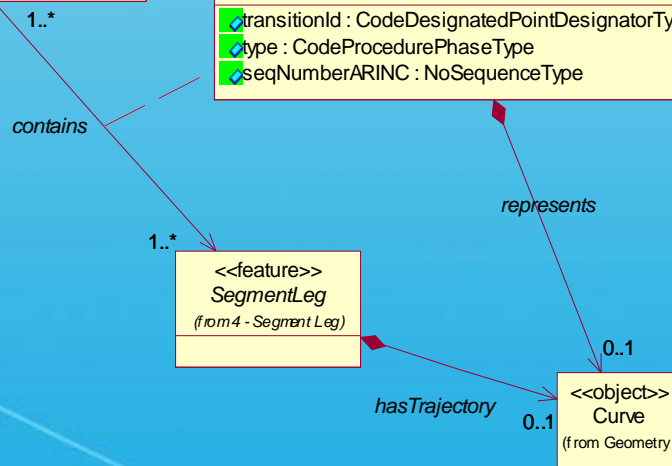 1..*
transitionId : CodeDesignatedPointDesignatorTy
type : CodeProcedurePhaseType
seqNumberARINC : NoSequenceType
contains
represents
1..*
<<feature>>
SegmentLeg
(from 4 - Segment Leg)
0..1
hasTrajectory
0..1
<<object>>
Curve
(from Geometry